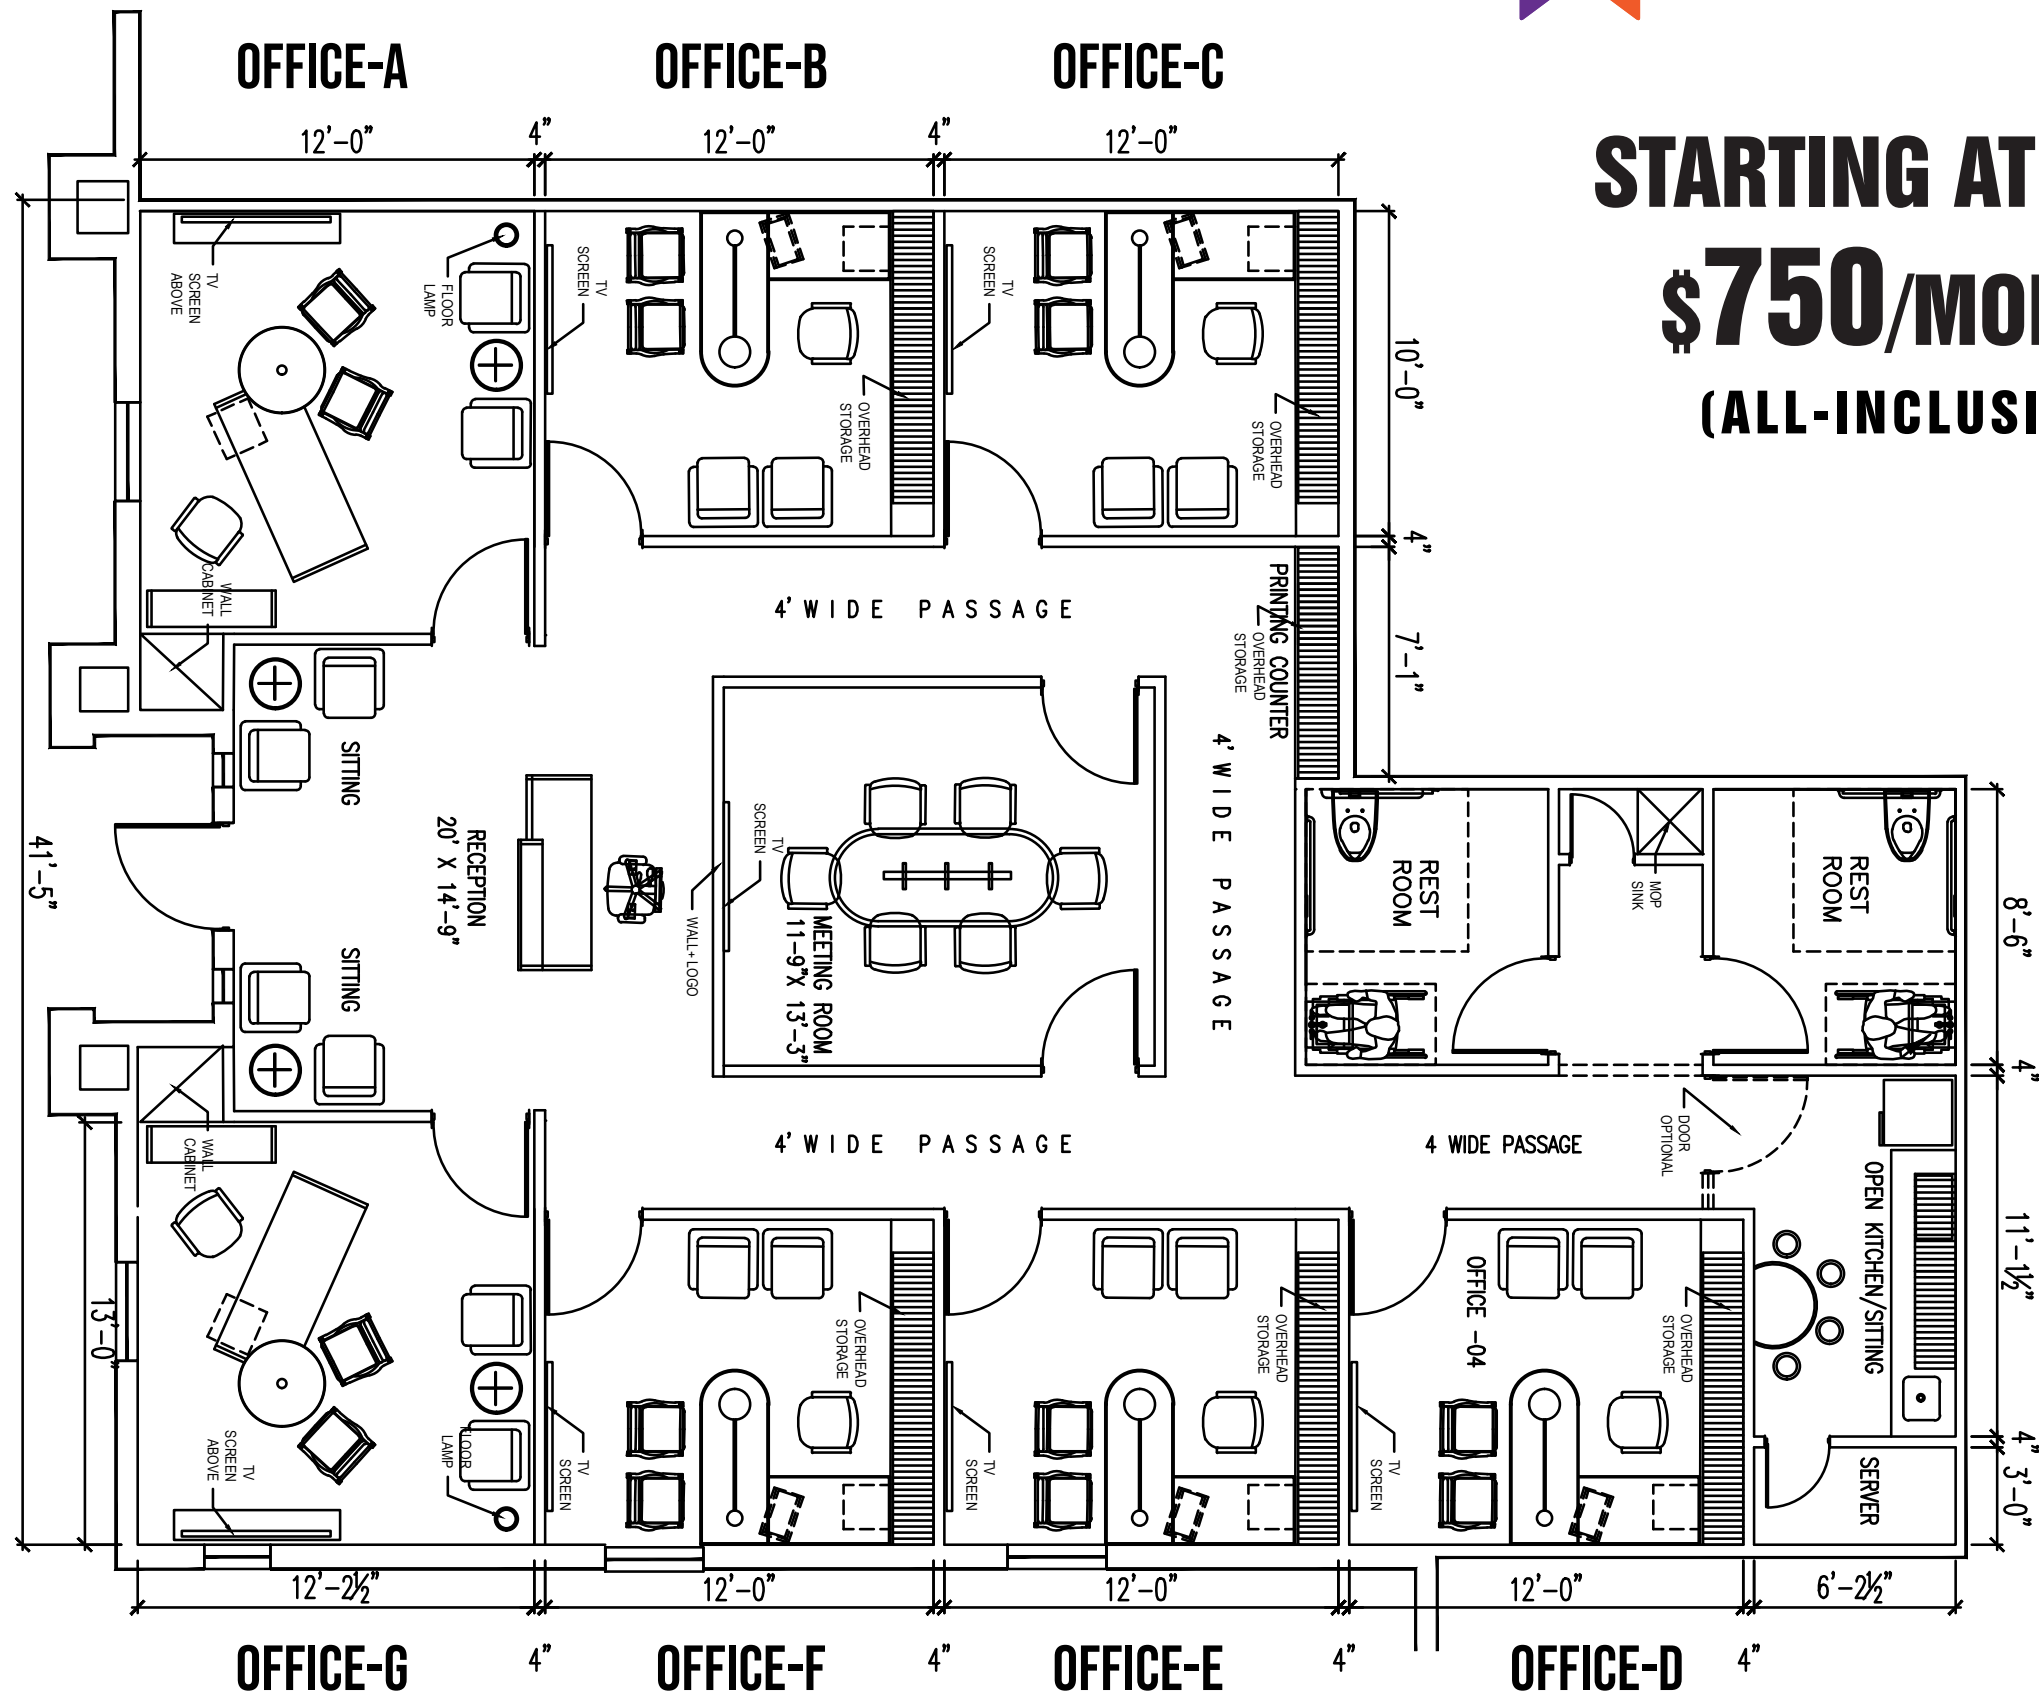 OFFICE-A
OFFICE-B
OFFICE-C
12'-0"
4"
12'-0"
4"
12'-0"
STARTING AT
$750/MO
(ALL-INCLUSI
TV
SCREEN
ABOVE
FLOOR
LAMP
TV
SCREEN
OVERHEAD
STORAGE
TV
SCREEN
OVERHEAD
STORAGE
10'-0"
4"
7'-1"
WALL
CABINET
4' WIDE PASSAGE
PRINTING COUNTER
OVERHEAD
STORAGE
SITTING
41'-5"
RECEPTION
20' X 14'-9"
SITTING
TV
SCREEN
WALL+ LOGO
MEETING ROOM
11-9"X 13'-3"
4' WIDE PASSAGE
REST
ROOM
MOP
SINK
REST
ROOM
8'-6"
4"
4' WIDE PASSAGE
4 WIDE PASSAGE
DOOR
OPTIONAL
OPEN KITCHEN/SITTING
11'-1½"
WALL
CABINET
13'-0"
OVERHEAD
STORAGE
OVERHEAD
STORAGE
OFFICE -04
OVERHEAD
STORAGE
TV
SCREEN
ABOVE
FLOOR
LAMP
TV
SCREEN
TV
SCREEN
TV
SCREEN
SERVER
4"
3'-0"
12'-2½"
12'-0"
12'-0"
12'-0"
6'-2½"
OFFICE-G
4"
OFFICE-F
4"
OFFICE-E
4"
OFFICE-D
4"